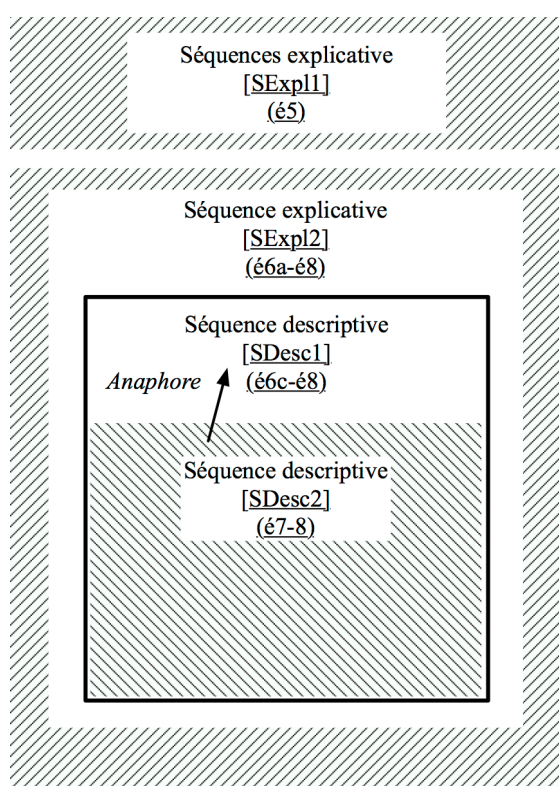 Séquences explicative
[SExpl1]
(é5)
Séquence explicative
[SExpl2]
(é6a-é8)
Séquence descriptive
[SDesc1]
Anaphore (é6c-é8)
Séquence descriptive
[SDesc2]
(é7-8)